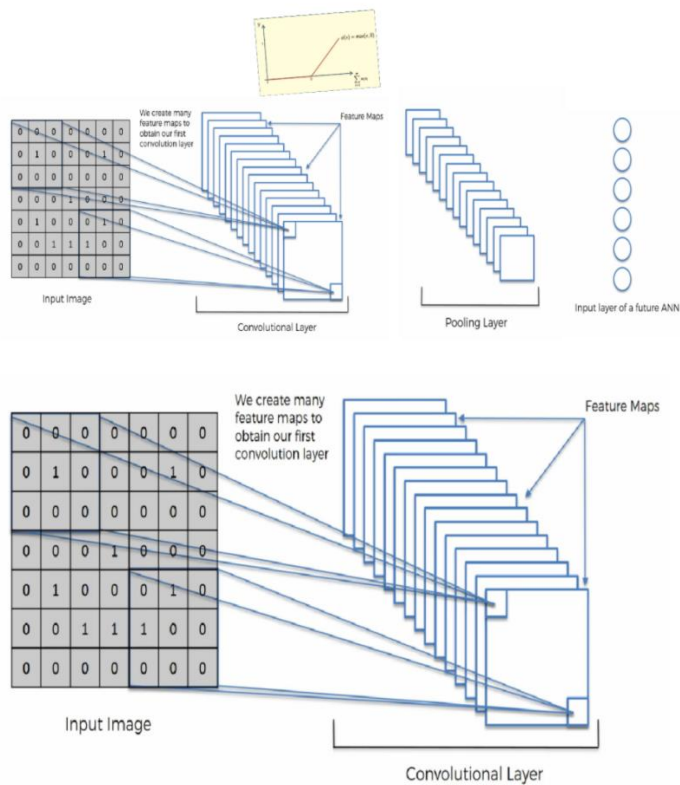 max(x, 0)
We create many
feature maps to
obtain our first
convolution layer
Feature Maps
0 0 0 0 0 0 0
0 1 0 0 0 1 0
0 0 0 0 0 0 0
0 0 0 1 0 0 0
0 1 0 0 0 1 0
0 0 1 1 1 0 0
0 0 0 0 0 0 0
Input Image
Convolutional Layer
Pooling Layer
Input layer of a future ANN
We create many
feature maps to
obtain our first
convolution layer
Feature Maps
0 0 0 0 0 0 0
0 1 0 0 0 1 0
0 0 0 0 0 0 0
0 0 0 1 0 0 0
0 1 0 0 0 1 0
0 0 1 1 1 0 0
0 0 0 0 0 0 0
Input Image
Convolutional Layer